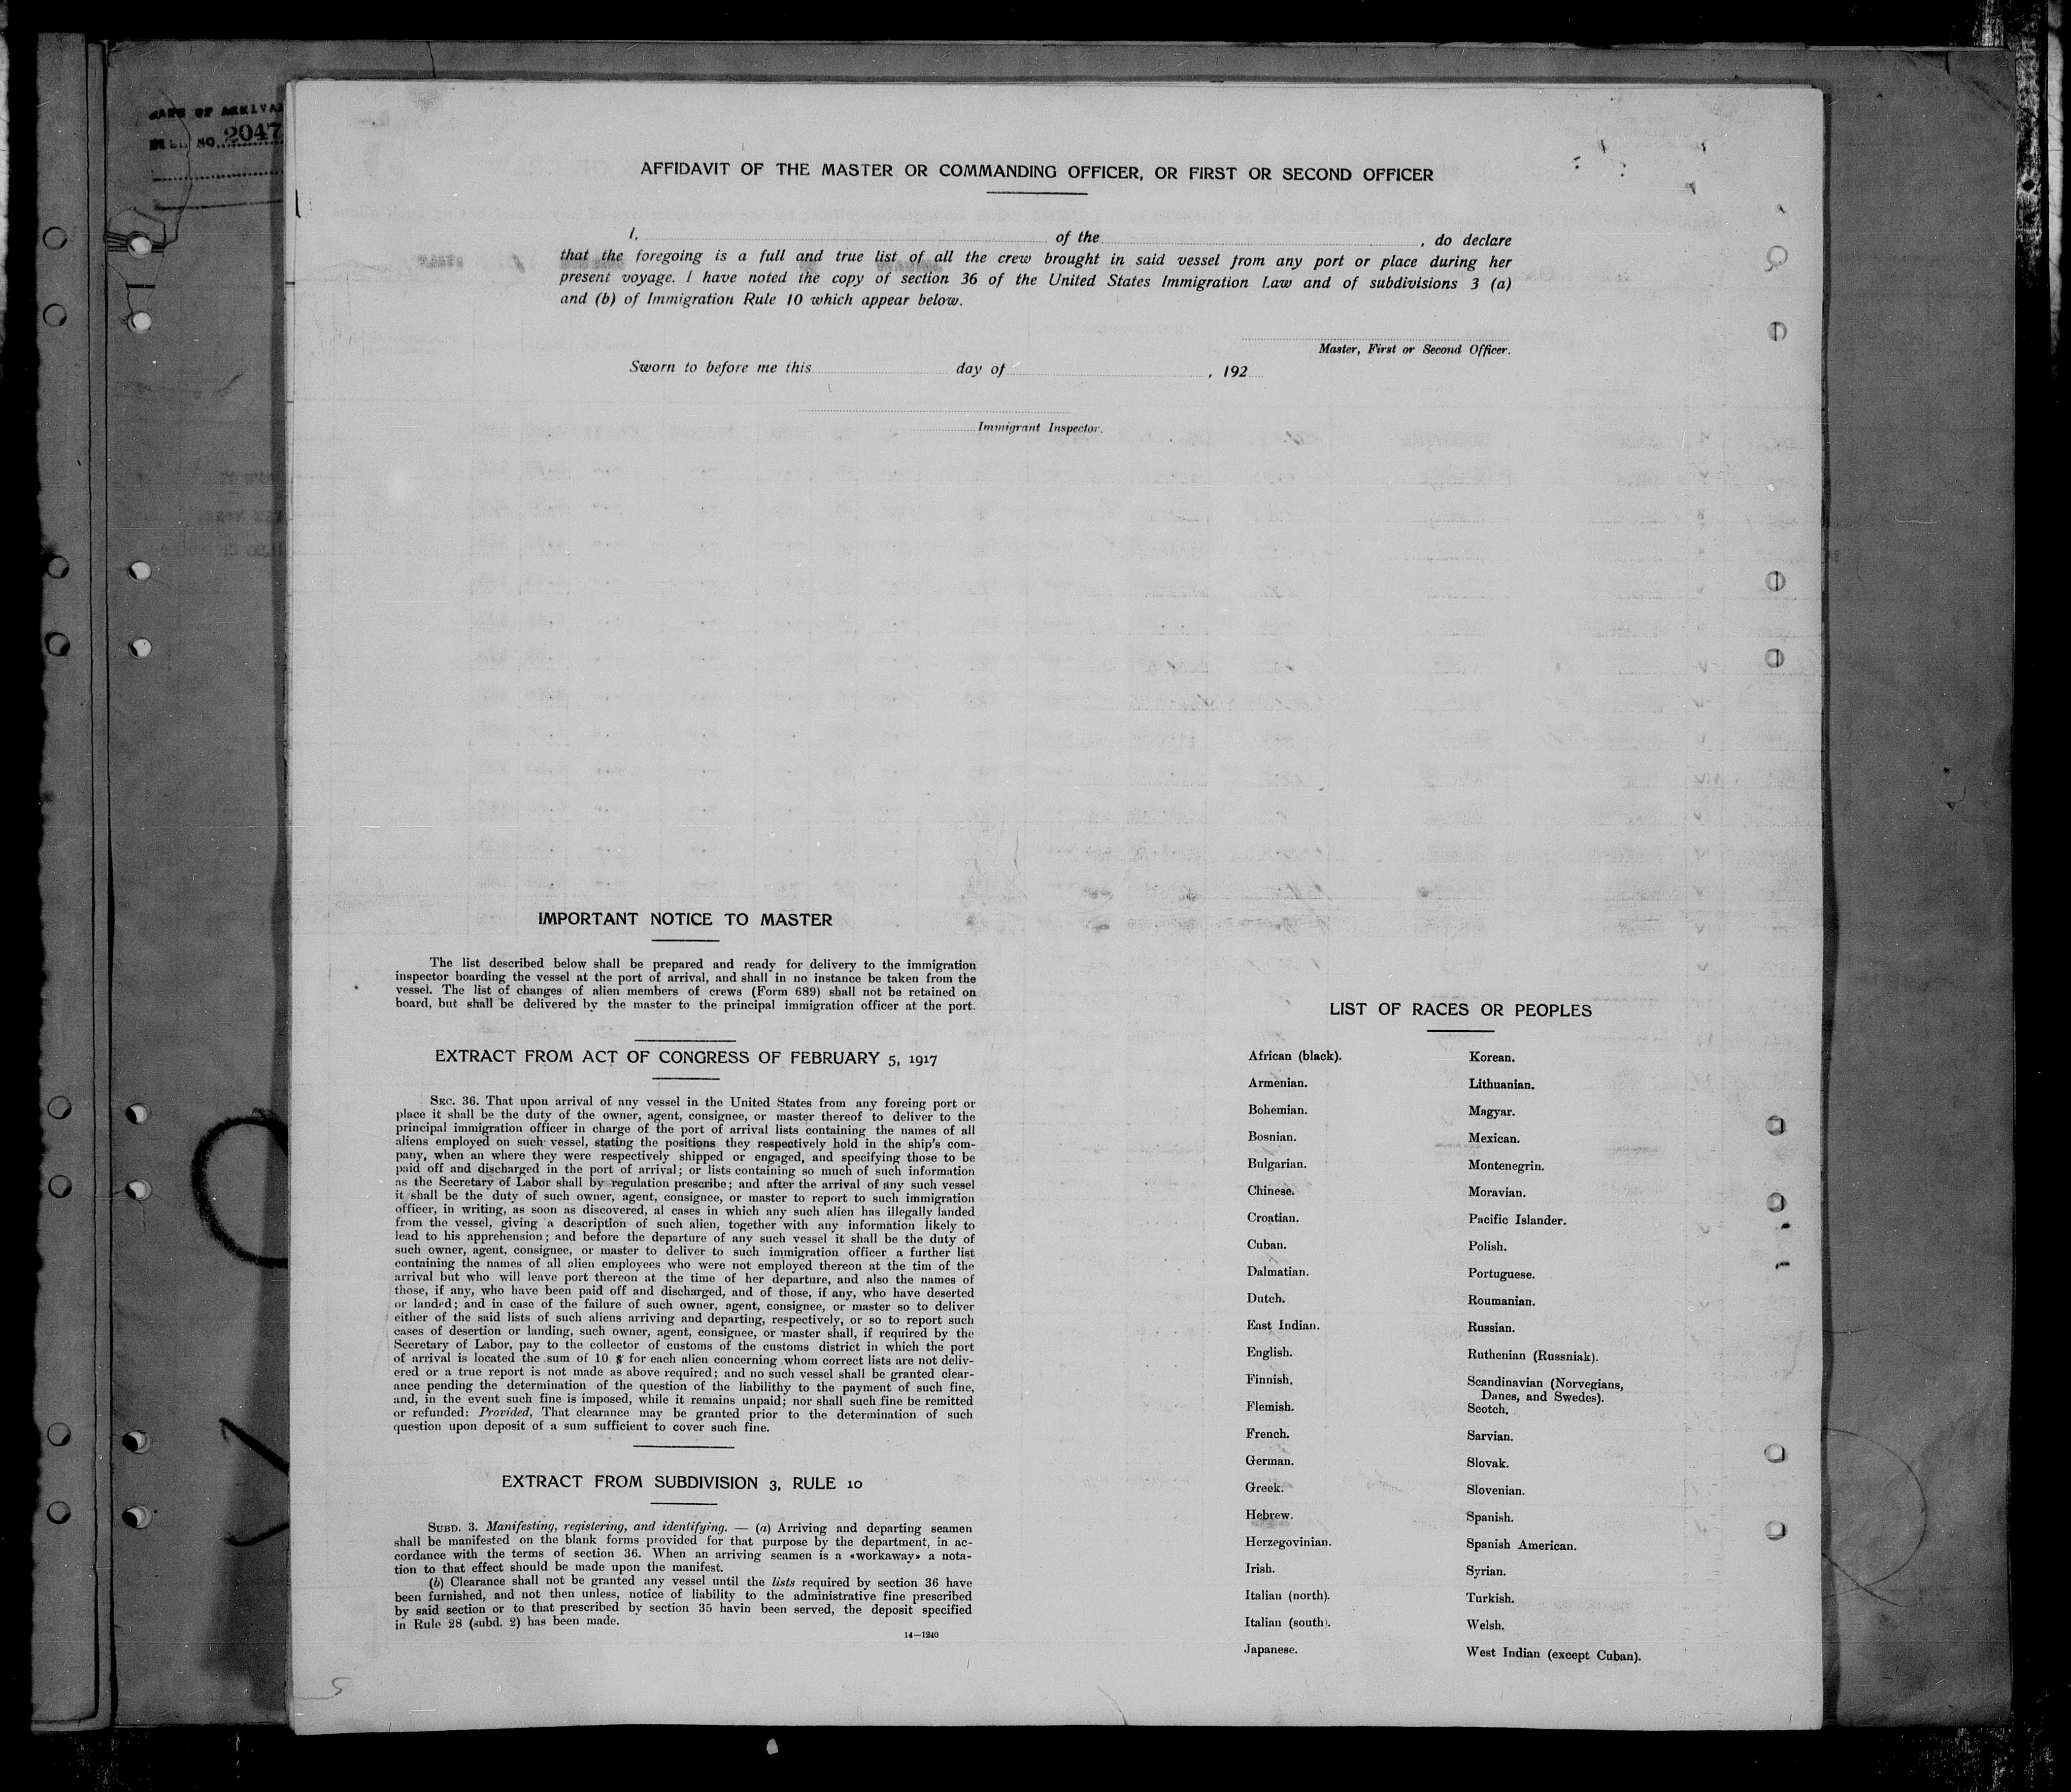 DATE OF ARRIVAL
NO. 2047
AFFIDAVIT OF THE MASTER OR COMMANDING OFFICER, OR FIRST OR SECOND OFFICER
I, of the , do declare
that the foregoing is a full and true list of all the crew brought in said vessel from any port or place during her
present voyage. I have noted the copy of section 36 of the United States Immigration Law and of subdivisions 3 (a)
and (b) of Immigration Rule 10 which appear below.
Master, First or Second Officer.
Sworn to before me this day of , 192
Immigrant Inspector.
IMPORTANT NOTICE TO MASTER
The list described below shall be prepared and ready for delivery to the immigration
inspector boarding the vessel at the port of arrival, and shall in no instance be taken from the
vessel. The list of changes of alien members of crews (Form 689) shall not be retained on
board, but shall be delivered by the master to the principal immigration officer at the port.
EXTRACT FROM ACT OF CONGRESS OF FEBRUARY 5, 1917
SEC. 36. That upon arrival of any vessel in the United States from any foreing port or
place it shall be the duty of the owner, agent, consignee, or master thereof to deliver to the
principal immigration officer in charge of the port of arrival lists containing the names of all
aliens employed on such vessel, stating the positions they respectively hold in the ship's com-
pany, when an where they were respectively shipped or engaged, and specifying those to be
paid off and discharged in the port of arrival; or lists containing so much of such information
as the Secretary of Labor shall by regulation prescribe; and after the arrival of any such vessel
it shall be the duty of such owner, agent, consignee, or master to report to such immigration
officer, in writing, as soon as discovered, al cases in which any such alien has illegally landed
from the vessel, giving a description of such alien, together with any information likely to
lead to his apprehension; and before the departure of any such vessel it shall be the duty of
such owner, agent, consignee, or master to deliver to such immigration officer a further list
containing the names of all alien employees who were not employed thereon at the tim of the
arrival but who will leave port thereon at the time of her departure, and also the names of
those, if any, who have been paid off and discharged, and of those, if any, who have deserted
or landed; and in case of the failure of such owner, agent, consignee, or master so to deliver
either of the said lists of such aliens arriving and departing, respectively, or so to report such
cases of desertion or landing, such owner, agent, consignee, or master shall, if required by the
Secretary of Labor, pay to the collector of customs of the customs district in which the port
of arrival is located the sum of 10 $ for each alien concerning whom correct lists are not deliv-
ered or a true report is not made as above required; and no such vessel shall be granted clear-
ance pending the determination of the question of the liabilithy to the payment of such fine,
and, in the event such fine is imposed, while it remains unpaid; nor shall such fine be remitted
or refunded: Provided, That clearance may be granted prior to the determination of such
question upon deposit of a sum sufficient to cover such fine.
EXTRACT FROM SUBDIVISION 3, RULE 10
SUBD. 3. Manifesting, registering, and identifying. — (a) Arriving and departing seamen
shall be manifested on the blank forms provided for that purpose by the department, in ac-
cordance with the terms of section 36. When an arriving seamen is a «workaway» a nota-
tion to that effect should be made upon the manifest.
(b) Clearance shall not be granted any vessel until the lists required by section 36 have
been furnished, and not then unless, notice of liability to the administrative fine prescribed
by said section or to that prescribed by section 35 havin been served, the deposit specified
in Rule 28 (subd. 2) has been made.
14—1240
LIST OF RACES OR PEOPLES
African (black).
Armenian.
Bohemian.
Bosnian.
Bulgarian.
Chinese.
Croatian.
Cuban.
Dalmatian.
Dutch.
East Indian.
English.
Finnish.
Flemish.
French.
German.
Greek.
Hebrew.
Herzegovinian.
Irish.
Italian (north).
Italian (south).
Japanese.
Korean.
Lithuanian.
Magyar.
Mexican.
Montenegrin.
Moravian.
Pacific Islander.
Polish.
Portuguese.
Roumanian.
Russian.
Ruthenian (Russniak).
Scandinavian (Norvegians,
Danes, and Swedes).
Scotch.
Sarvian.
Slovak.
Slovenian.
Spanish.
Spanish American.
Syrian.
Turkish.
Welsh.
West Indian (except Cuban).